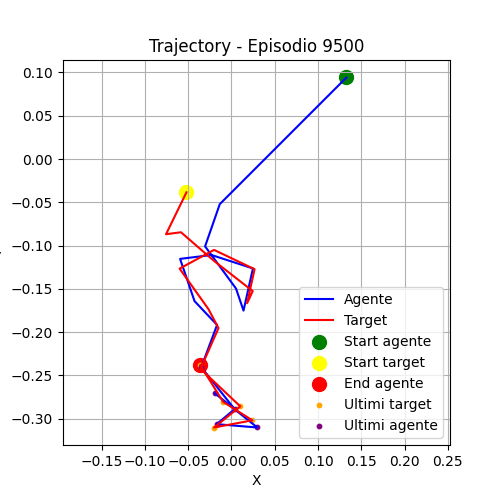 Trajectory - Episodio 9500
0.10
0.05
0.00
−0.05
−0.10
−0.15
−0.20
−0.25
−0.30
−0.15
−0.10
−0.05
0.00
0.05
0.10
0.15
0.20
0.25
X
Agente
Target
Start agente
Start target
End agente
Ultimi target
Ultimi agente